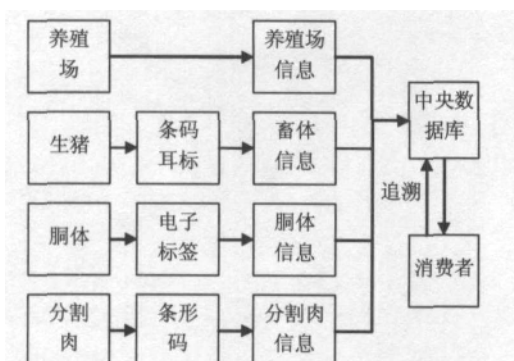 养殖
场
养殖场
信息
中央数
据库
生猪
条码
耳标
畜体
信息
追溯
胴体
电子
标签
胴体
信息
消费者
分割
肉
条形
码
分割肉
信息